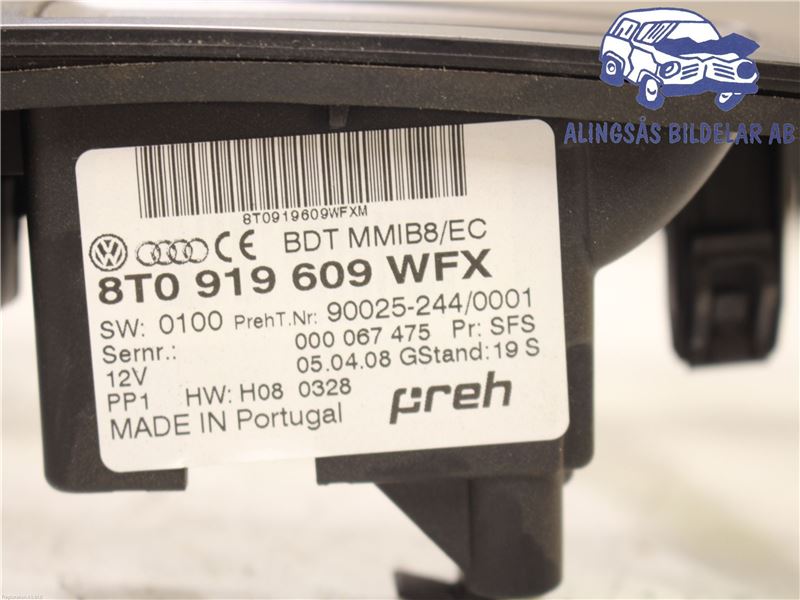 ALINGSÅS BILDELAR AB
8T0919609WFXM
BDT MMIB8/EC
8T0 919 609 WFX
SW: 0100 PrehT.Nr: 90025-244/0001
Sernr.: 000 067 475 Pr: SFS
12V 05.04.08 GStand: 19 S
PP1 HW: H08 0328
preh
MADE IN Portugal